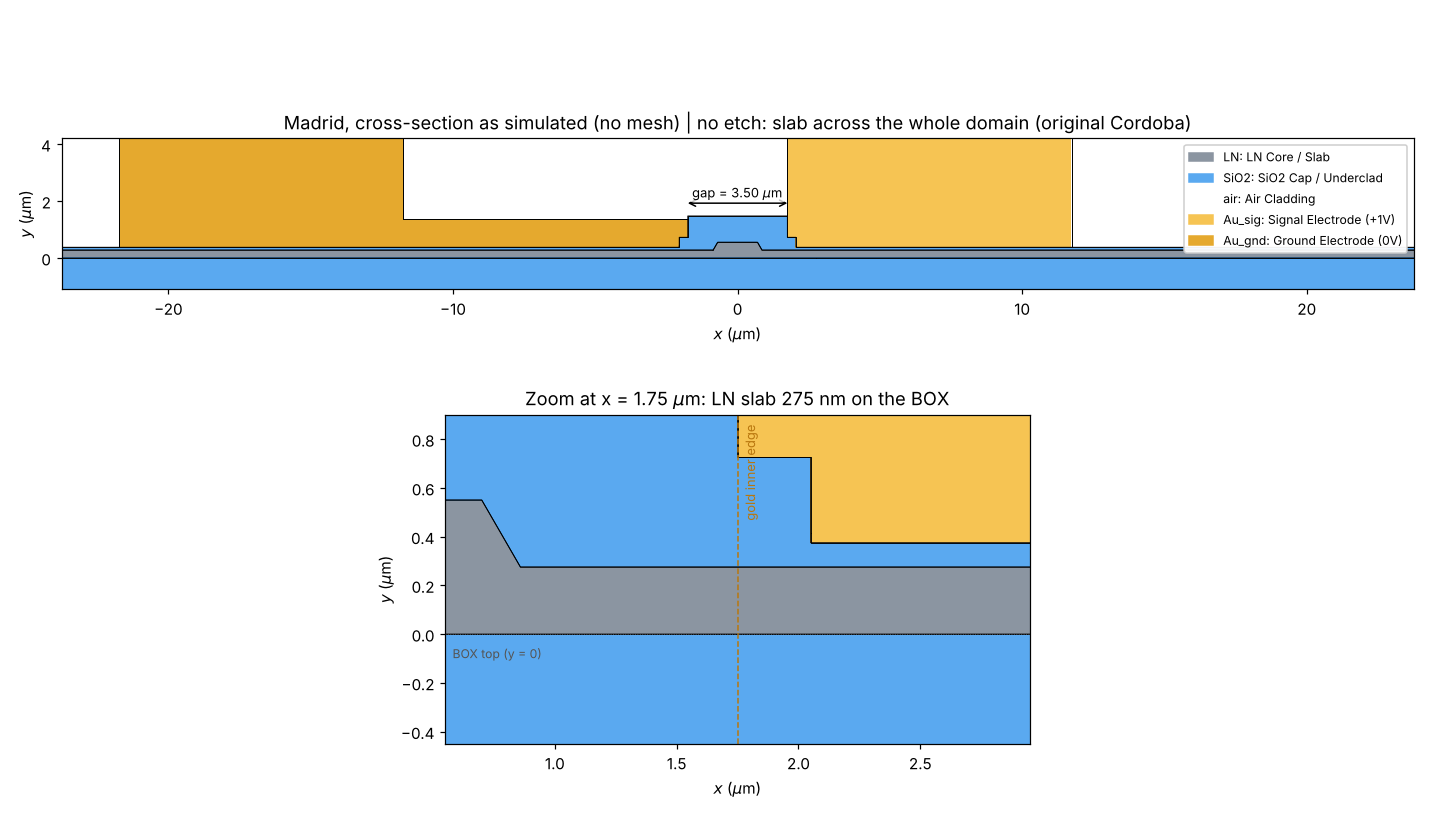 Madrid, cross-section as simulated (no mesh) | no etch: slab across the whole domain (original Cordoba)
4
2
0
y (μm)
gap = 3.50 μm
LN: LN Core / Slab
SiO2: SiO2 Cap / Underclad
air: Air Cladding
Au_sig: Signal Electrode (+1V)
Au_gnd: Ground Electrode (0V)
−20
−10
0
10
20
x (μm)
Zoom at x = 1.75 μm: LN slab 275 nm on the BOX
0.8
0.6
0.4
0.2
0.0
−0.2
−0.4
y (μm)
gold inner edge
BOX top (y = 0)
1.0
1.5
2.0
2.5
x (μm)